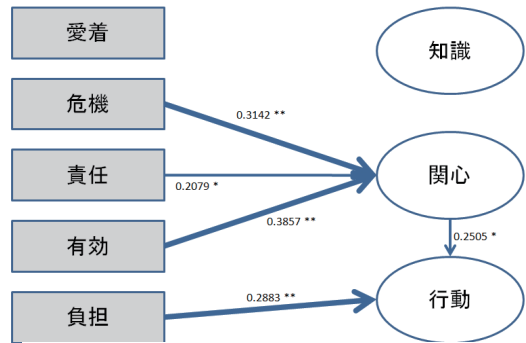 愛着
知識
危機
0.3142 **
責任
0.2079 *
関心
0.3857 **
有効
0.2505 *
負担
0.2883 **
行動